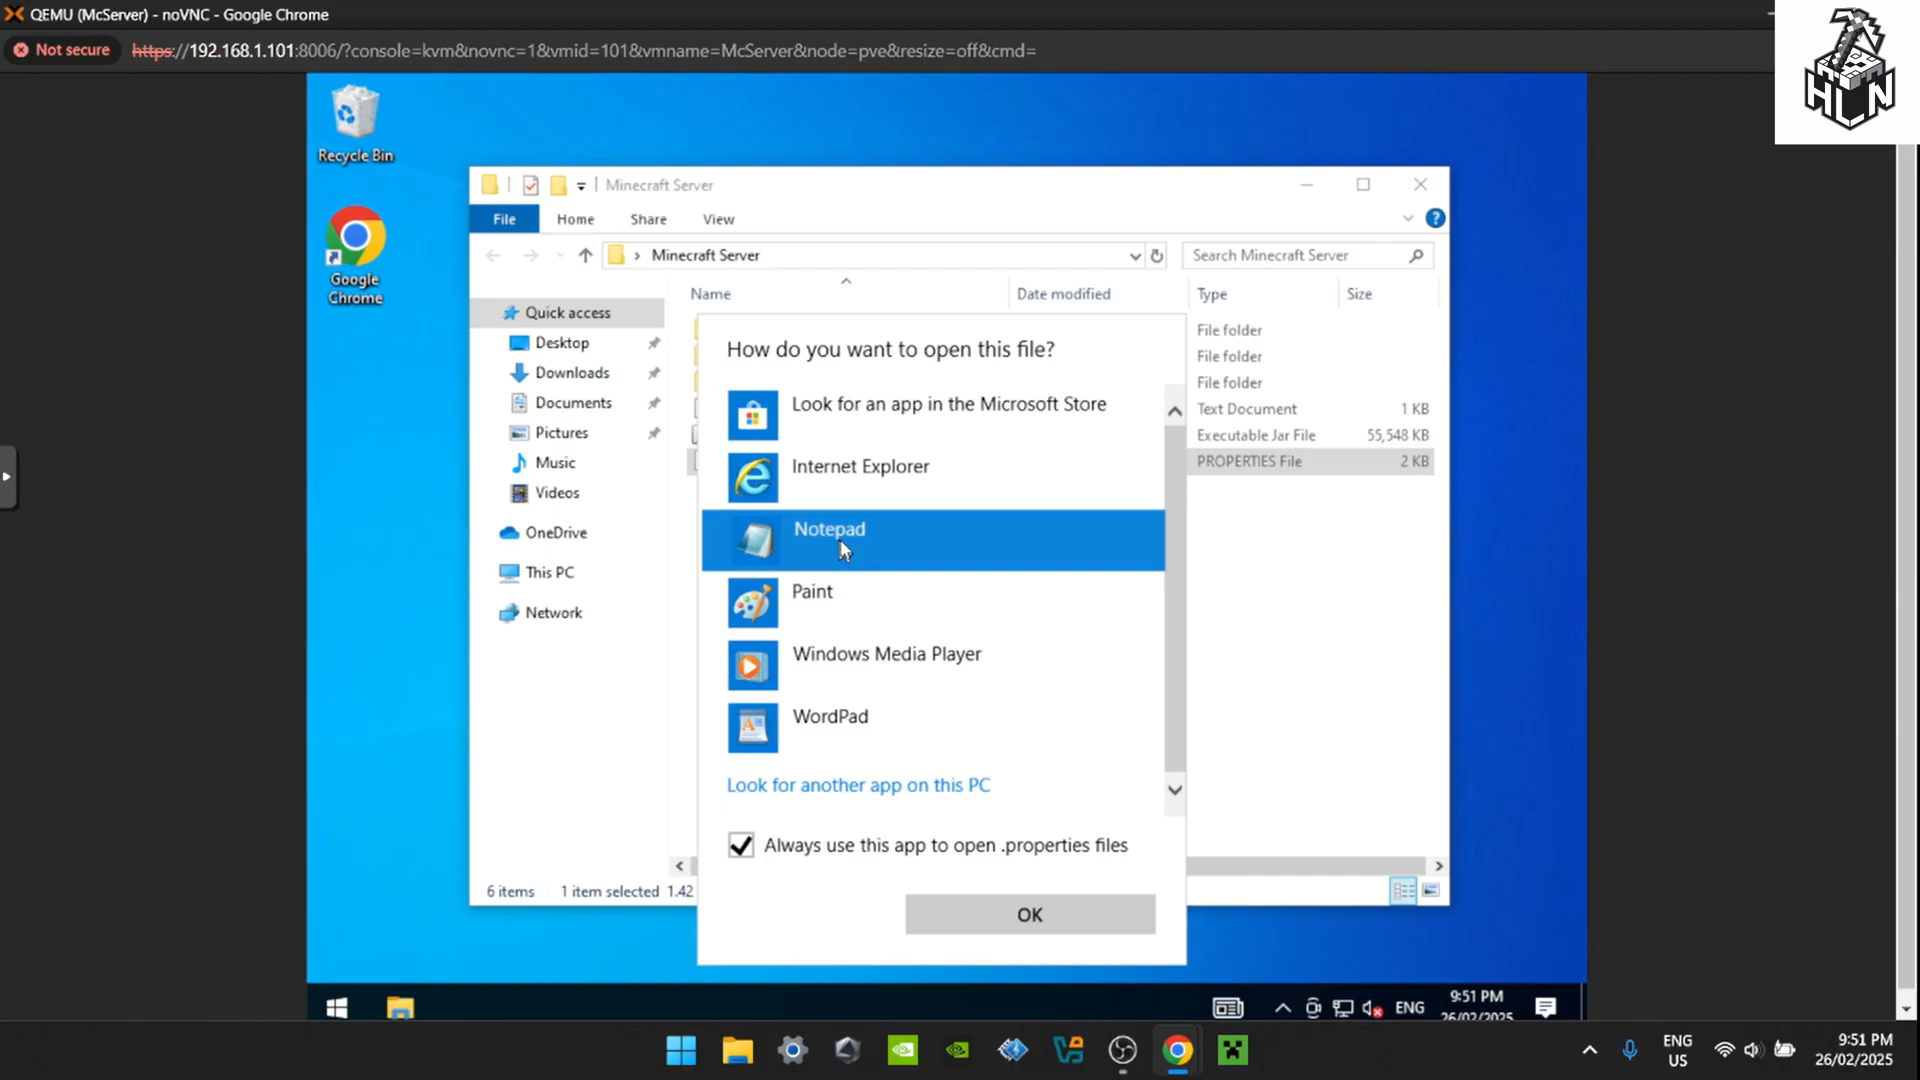 QEMU (McServer) - noVNC - Google Chrome
Not secure https://192.168.1.101:8006/?console=kvm&novnc=1&vmid=101&vmname=McServer&node=pve&resize=off&cmd=
HLN
Recycle Bin
Google
Chrome
Minecraft Server
File Home Share View
Minecraft Server
Search Minecraft Server
Name Date modified Type Size
Quick access
Desktop
Downloads
Documents
Pictures
Music
Videos
OneDrive
This PC
Network
File folder
File folder
File folder
Text Document 1 KB
Executable Jar File 55,548 KB
PROPERTIES File 2 KB
How do you want to open this file?
Look for an app in the Microsoft Store
Internet Explorer
Notepad
Paint
Windows Media Player
WordPad
Look for another app on this PC
Always use this app to open .properties files
OK
6 items 1 item selected 1.42
ENG
9:51 PM
26/02/2025
ENG
US
9:51 PM
26/02/2025